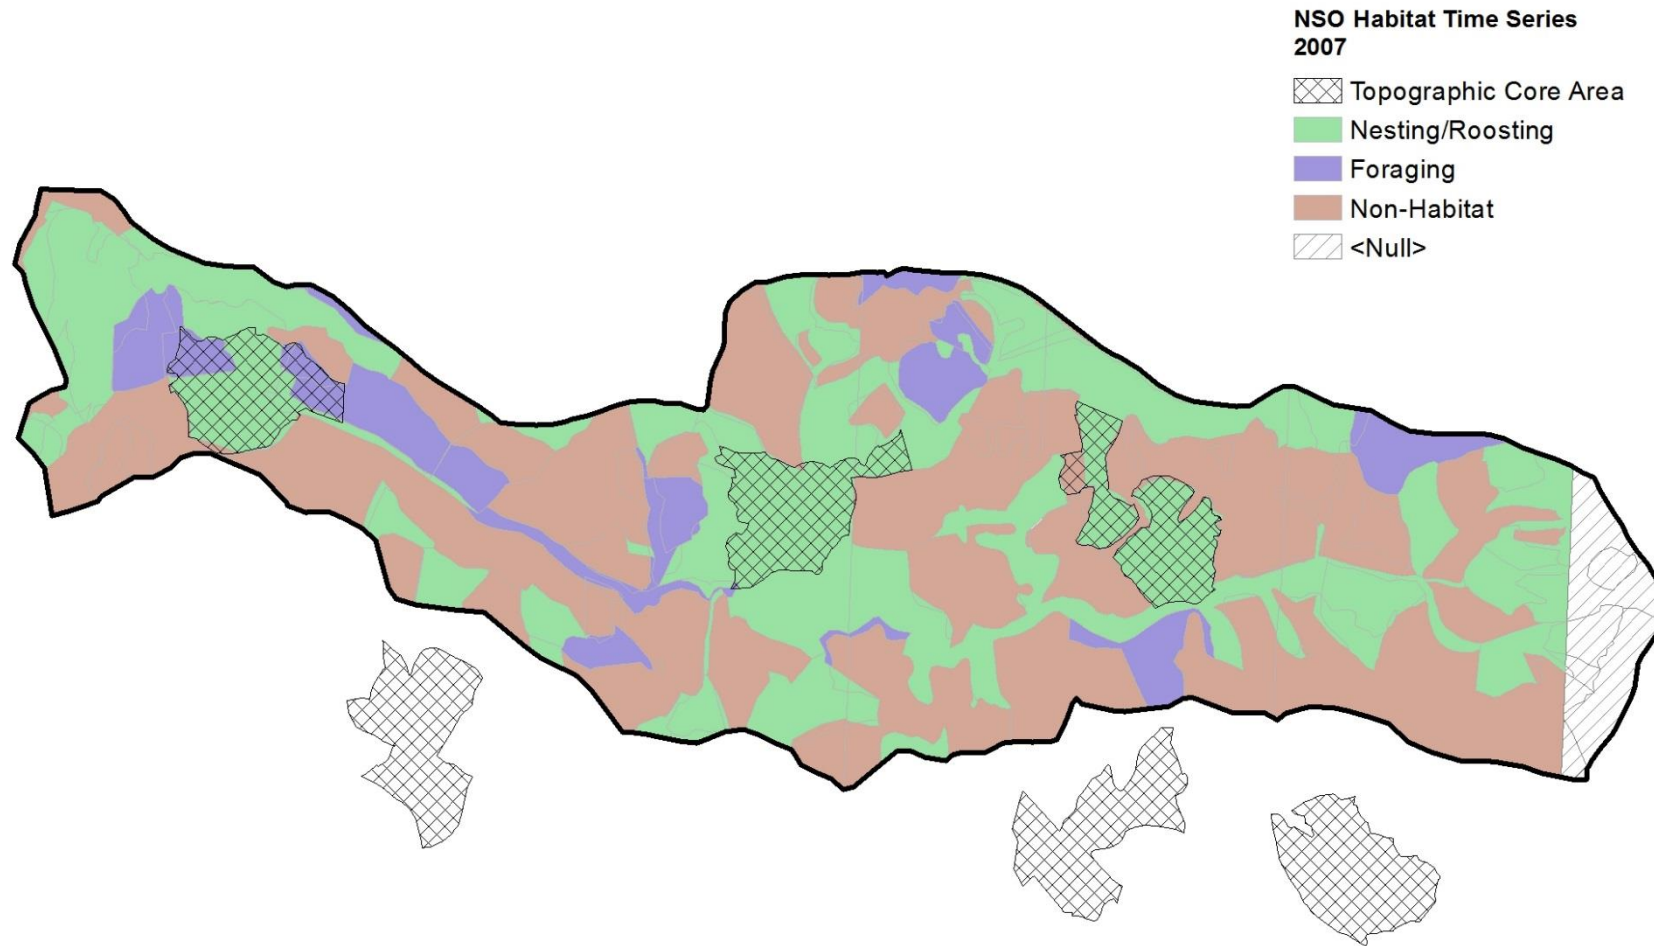 NSO Habitat Time Series
2007
Topographic Core Area
Nesting/Roosting
Foraging
Non-Habitat
<Null>